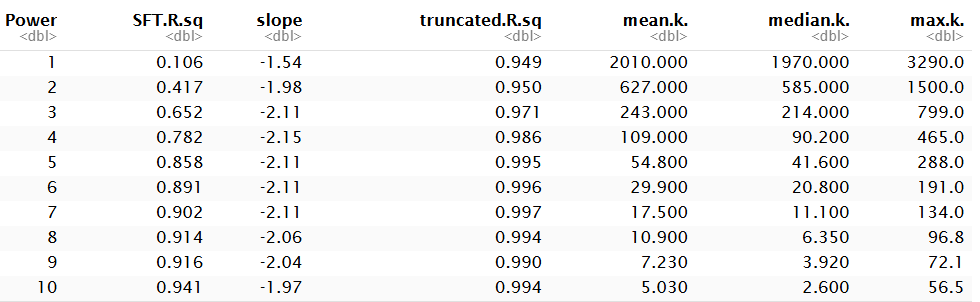 Power SFT.R.sq slope truncated.R.sq mean.k. median.k. max.k.
<dbl> <dbl> <dbl> <dbl> <dbl> <dbl> <dbl>
1 0.106 -1.54 0.949 2010.000 1970.000 3290.0
2 0.417 -1.98 0.950 627.000 585.000 1500.0
3 0.652 -2.11 0.971 243.000 214.000 799.0
4 0.782 -2.15 0.986 109.000 90.200 465.0
5 0.858 -2.11 0.995 54.800 41.600 288.0
6 0.891 -2.11 0.996 29.900 20.800 191.0
7 0.902 -2.11 0.997 17.500 11.100 134.0
8 0.914 -2.06 0.994 10.900 6.350 96.8
9 0.916 -2.04 0.990 7.230 3.920 72.1
10 0.941 -1.97 0.994 5.030 2.600 56.5